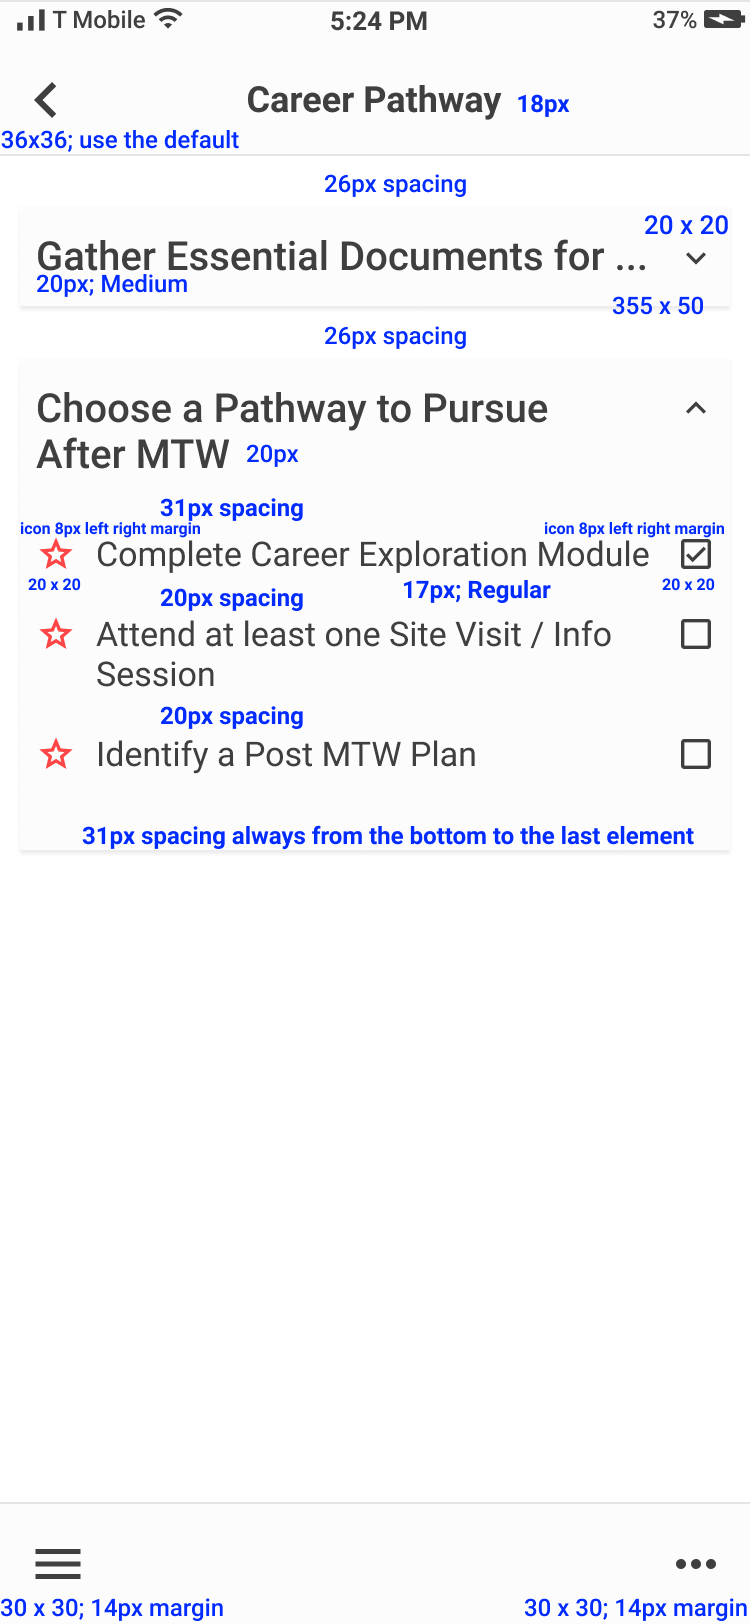 T Mobile 5:24 PM 37%
Career Pathway 18px
36x36; use the default
26px spacing
20 x 20
Gather Essential Documents for ...
20px; Medium
355 x 50
26px spacing
Choose a Pathway to Pursue
After MTW 20px
31px spacing
icon 8px left right margin icon 8px left right margin
Complete Career Exploration Module
20 x 20 17px; Regular 20 x 20
20px spacing
Attend at least one Site Visit / Info
Session
20px spacing
Identify a Post MTW Plan
31px spacing always from the bottom to the last element
30 x 30; 14px margin 30 x 30; 14px margin